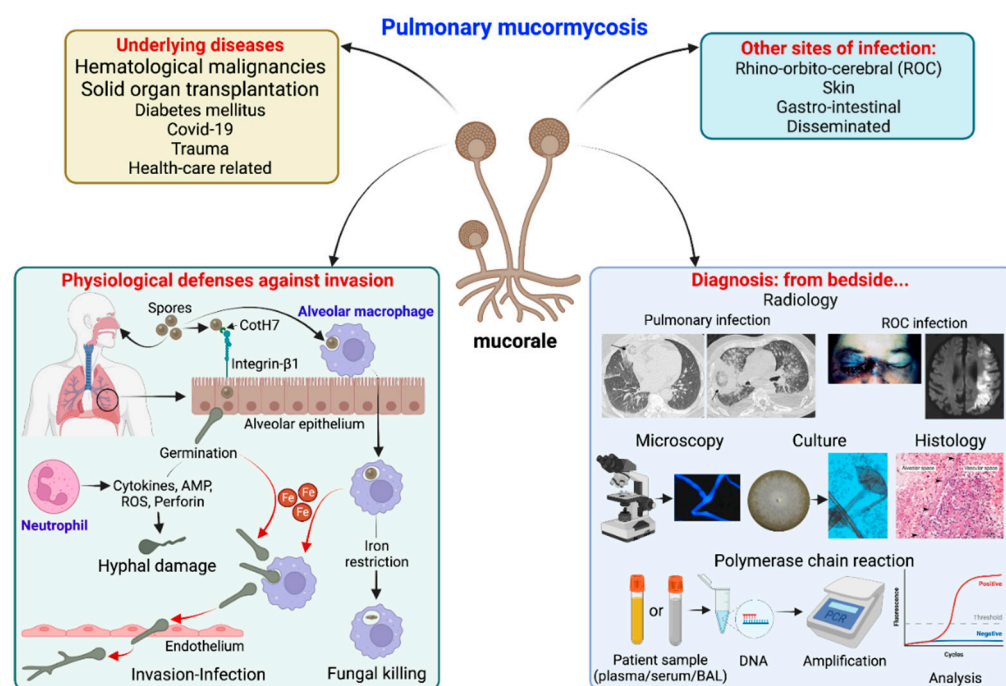 Pulmonary mucormycosis
Underlying diseases
Hematological malignancies
Solid organ transplantation
Diabetes mellitus
Covid-19
Trauma
Health-care related
Other sites of infection:
Rhino-orbito-cerebral (ROC)
Skin
Gastro-intestinal
Disseminated
mucorale
Physiological defenses against invasion
Spores
CotH7
Alveolar macrophage
Integrin-β1
Alveolar epithelium
Germination
Neutrophil
Cytokines, AMP,
ROS, Perforin
Fe
Fe
Fe
Fe
Hyphal damage
Iron
restriction
Endothelium
Invasion-Infection
Fungal killing
Diagnosis: from bedside...
Radiology
Pulmonary infection
ROC infection
Microscopy
Culture
Histology
Alveolar space
Vascular space
Polymerase chain reaction
or
PCR
Patient sample
(plasma/serum/BAL)
DNA
Amplification
Fluorescence
Positive
Threshold
Negative
Cycles
Analysis